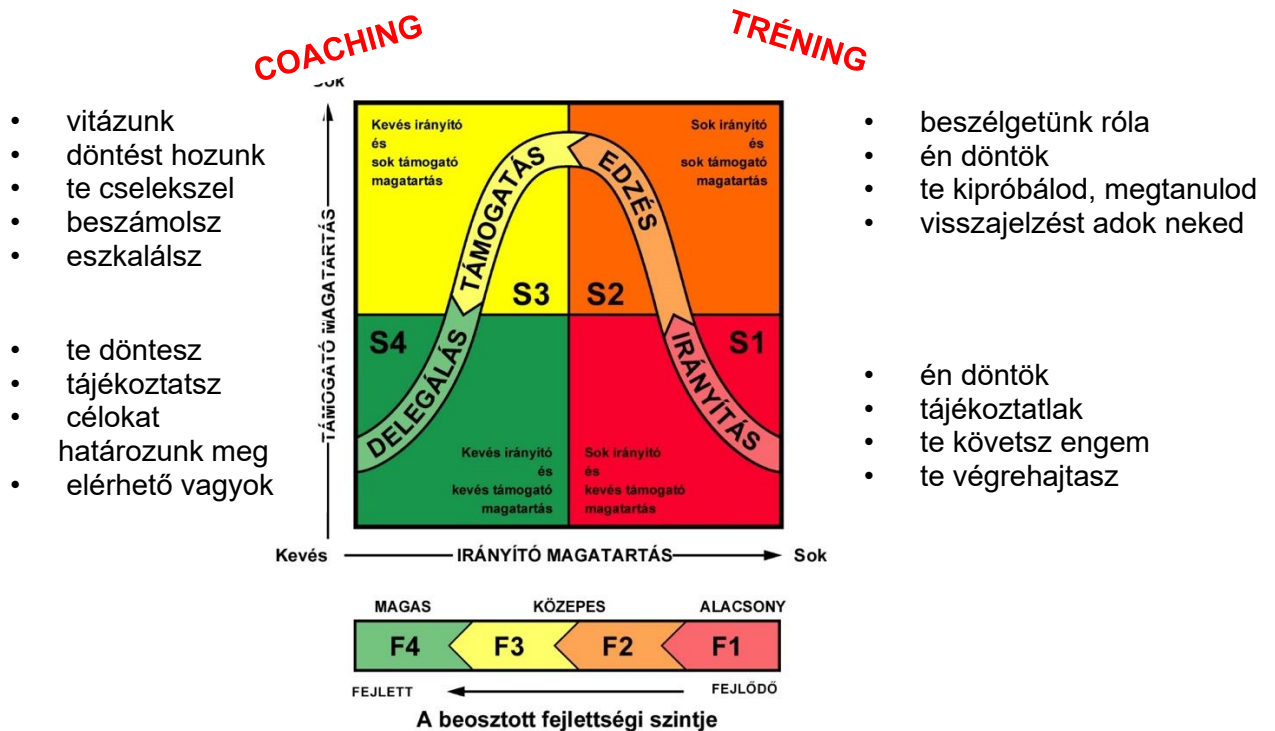 COACHING
TRÉNING
Sok
• vitázunk
• döntést hozunk
• te cselekszel
• beszámolsz
• eszkalálsz
• te döntesz
• tájékoztatsz
• célokat
határozunk meg
• elérhető vagyok
TÁMOGATÓ MAGATARTÁS
Kevés irányító
és
sok támogató
magatartás
Sok irányító
és
sok támogató
magatartás
TÁMOGATÁS
EDZÉS
S3
S2
S4
S1
DELEGÁLÁS
IRÁNYÍTÁS
Kevés irányító
és
kevés támogató
magatartás
Sok irányító
és
kevés támogató
magatartás
• beszélgetünk róla
• én döntök
• te kipróbálod, megtanulod
• visszajelzést adok neked
• én döntök
• tájékoztatlak
• te követsz engem
• te végrehajtasz
Kevés IRÁNYÍTÓ MAGATARTÁS Sok
MAGAS KÖZEPES ALACSONY
F4 F3 F2 F1
FEJLETT FEJLŐDŐ
A beosztott fejlettségi szintje